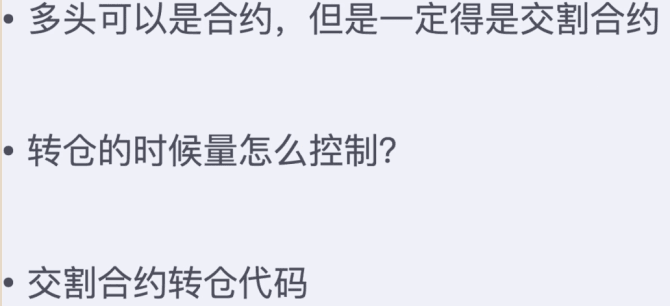 • 多头可以是合约，但是一定得是交割合约
• 转仓的时候量怎么控制？
• 交割合约转仓代码